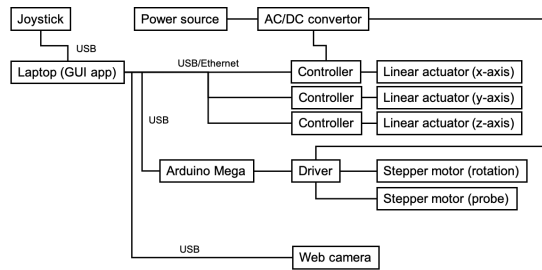 Joystick
Power source
AC/DC convertor
USB
Laptop (GUI app)
USB/Ethernet
Controller
Linear actuator (x-axis)
Controller
Linear actuator (y-axis)
Controller
Linear actuator (z-axis)
USB
Arduino Mega
Driver
Stepper motor (rotation)
Stepper motor (probe)
USB
Web camera